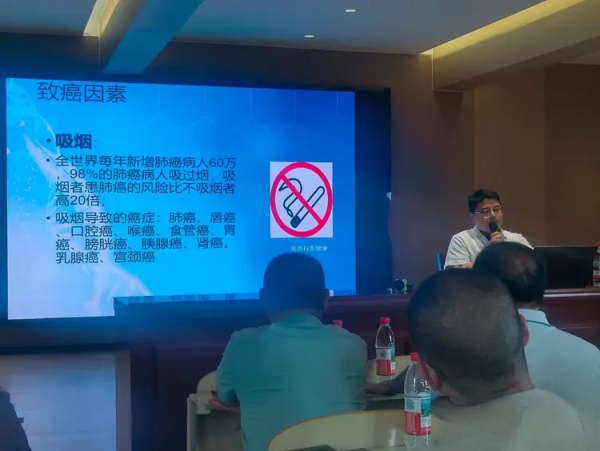 致癌因素
• 吸烟:
• 全世界每年新增肺癌病人60万
，98%的肺癌病人吸过烟，吸
烟者患肺癌的风险比不吸烟者
高20倍；
• 吸烟导致的癌症：肺癌、唇癌
、口腔癌、喉癌、食管癌、胃
癌、膀胱癌、胰腺癌、肾癌，
乳腺癌、宫颈癌